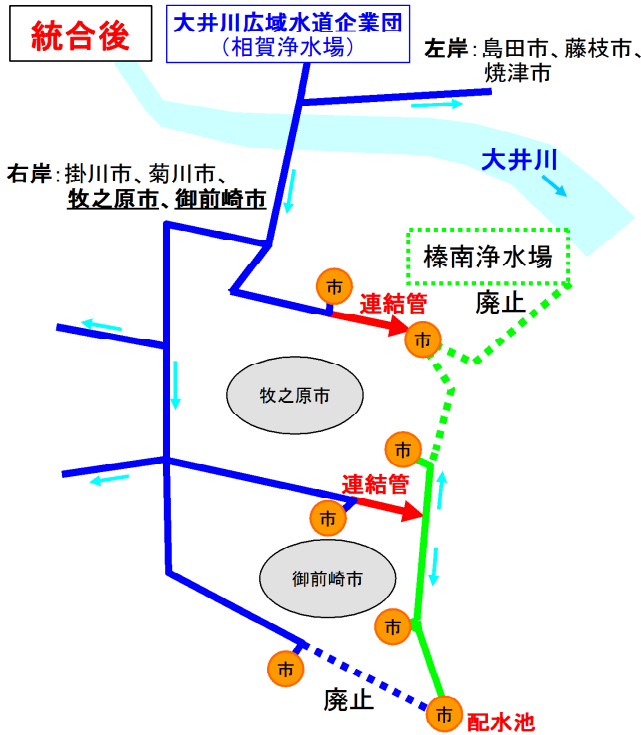 統合後
大井川広域水道企業団
（相賀浄水場）
左岸：島田市、藤枝市、
焼津市
大井川
右岸：掛川市、菊川市、
牧之原市、御前崎市
榛南浄水場
廃止
市
連結管
市
牧之原市
市
連結管
市
御前崎市
市
市
廃止
市
配水池